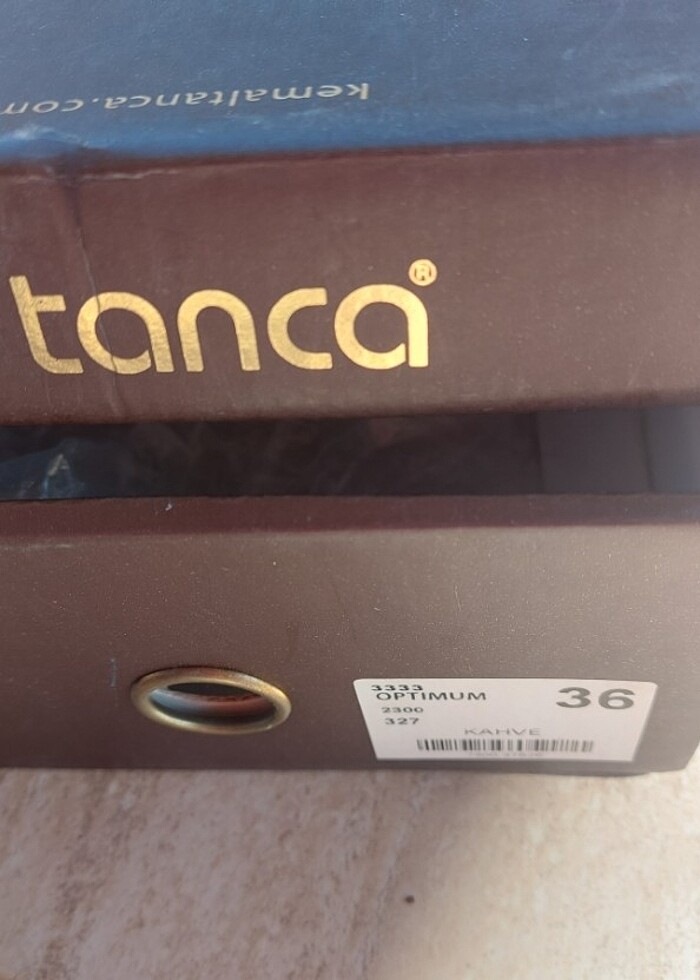 kemaltanca.com
tanca®
3333
OPTIMUM
36
2300
327
KAHVE